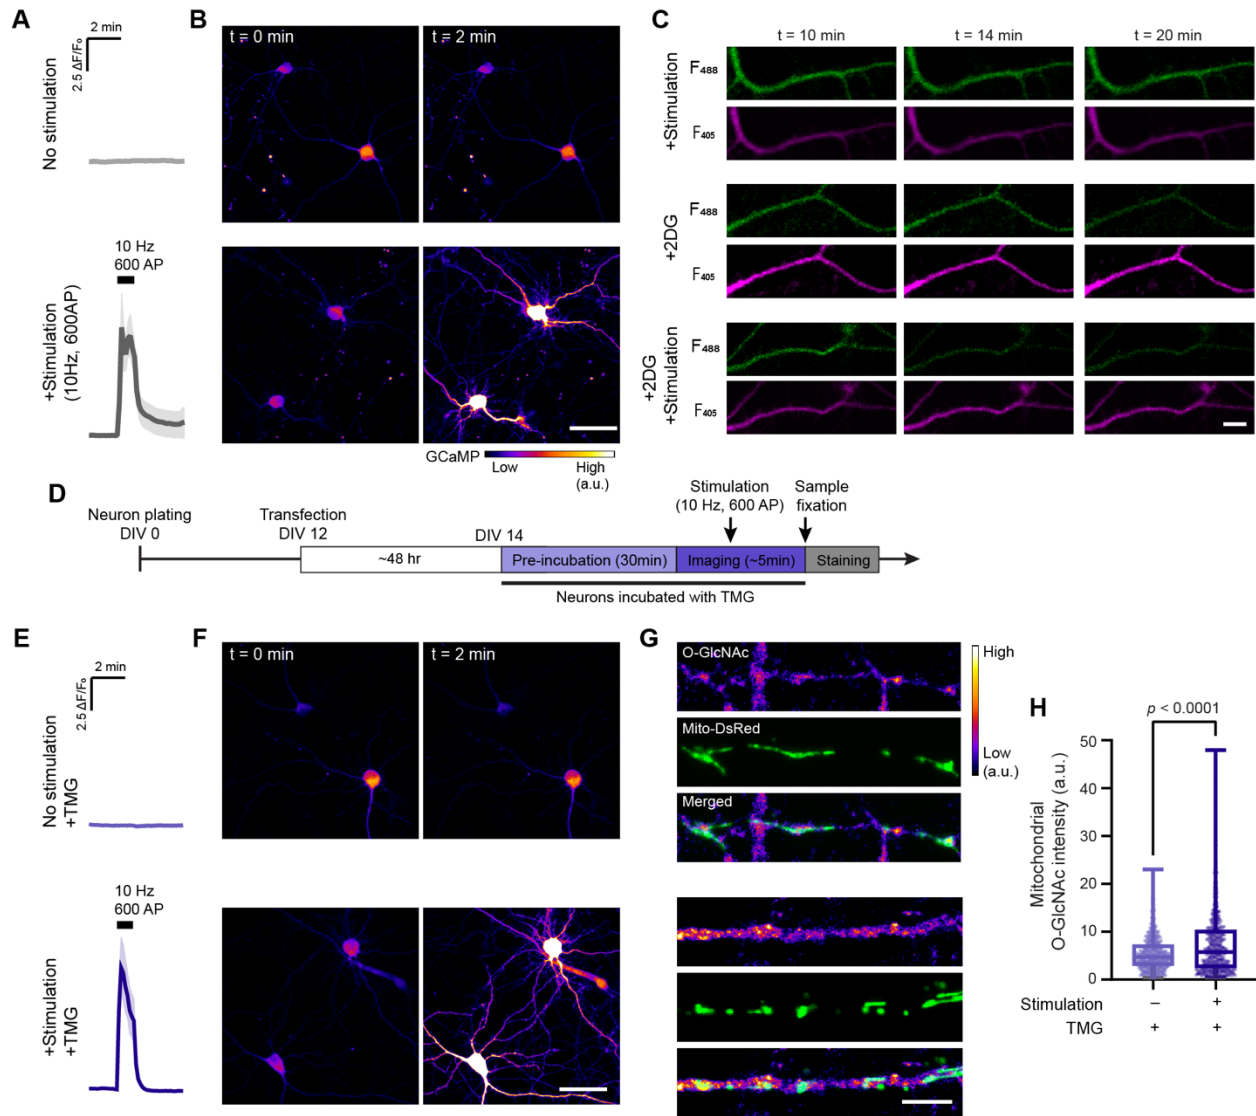 A
2 min
2.5 ΔF/F₀
No stimulation
10 Hz
600 AP
+Stimulation
(10Hz, 600AP)
B
t = 0 min
t = 2 min
GCaMP
Low
High
(a.u.)
C
t = 10 min
t = 14 min
t = 20 min
+Stimulation
F₄₈₈
F₄₀₅
+2DG
F₄₈₈
F₄₀₅
+2DG
+Stimulation
F₄₈₈
F₄₀₅
D
Neuron plating
DIV 0
Transfection
DIV 12
DIV 14
Stimulation
(10 Hz, 600 AP)
Sample
fixation
~48 hr
Pre-incubation (30min)
Imaging (~5min)
Staining
Neurons incubated with TMG
E
2 min
2.5 ΔF/F₀
No stimulation
+TMG
10 Hz
600 AP
+Stimulation
+TMG
F
t = 0 min
t = 2 min
G
O-GlcNAc
Mito-DsRed
Merged
High
Low
(a.u.)
H
p < 0.0001
Mitochondrial
O-GlcNAc intensity (a.u.)
50
40
30
20
10
0
Stimulation – +
TMG + +